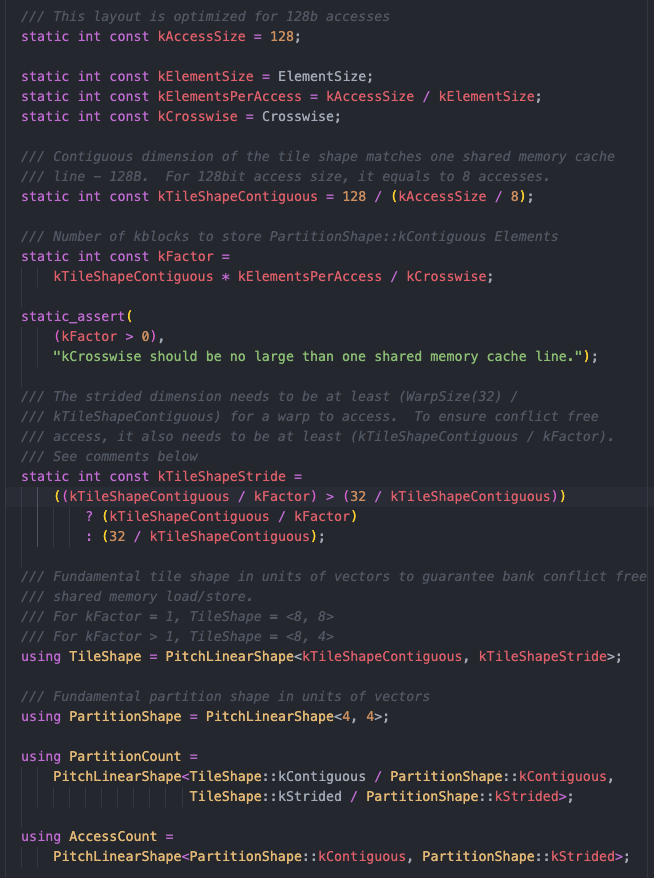 /// This layout is optimized for 128b accesses
static int const kAccessSize = 128;
static int const kElementSize = ElementSize;
static int const kElementsPerAccess = kAccessSize / kElementSize;
static int const kCrosswise = Crosswise;
/// Contiguous dimension of the tile shape matches one shared memory cache
/// line - 128B.  For 128bit access size, it equals to 8 accesses.
static int const kTileShapeContiguous = 128 / (kAccessSize / 8);
/// Number of kblocks to store PartitionShape::kContiguous Elements
static int const kFactor =
    kTileShapeContiguous * kElementsPerAccess / kCrosswise;
static_assert(
    (kFactor > 0),
    "kCrosswise should be no large than one shared memory cache line.");
/// The strided dimension needs to be at least (WarpSize(32) /
/// kTileShapeContiguous) for a warp to access.  To ensure conflict free
/// access, it also needs to be at least (kTileShapeContiguous / kFactor).
/// See comments below
static int const kTileShapeStride =
    ((kTileShapeContiguous / kFactor) > (32 / kTileShapeContiguous))
        ? (kTileShapeContiguous / kFactor)
        : (32 / kTileShapeContiguous);
/// Fundamental tile shape in units of vectors to guarantee bank conflict free
/// shared memory load/store.
/// For kFactor = 1, TileShape = <8, 8>
/// For kFactor > 1, TileShape = <8, 4>
using TileShape = PitchLinearShape<kTileShapeContiguous, kTileShapeStride>;
/// Fundamental partition shape in units of vectors
using PartitionShape = PitchLinearShape<4, 4>;
using PartitionCount =
    PitchLinearShape<TileShape::kContiguous / PartitionShape::kContiguous,
                     TileShape::kStrided / PartitionShape::kStrided>;
using AccessCount =
    PitchLinearShape<PartitionShape::kContiguous, PartitionShape::kStrided>;